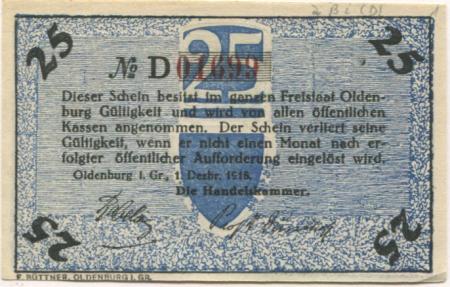 25 25 25
№ D 01699
Dieser Schein besitzt im ganzen Freistaat Olden-
burg Gültigkeit und wird von allen öffentlichen
Kassen angenommen. Der Schein verliert seine
Gültigkeit, wenn er nicht einen Monat nach er-
folgter öffentlicher Aufforderung eingelöst wird.
Oldenburg i. Gr., 1. Dezbr. 1918.
Die Handelskammer.
25 25
F. BÜTTNER, OLDENBURG I. GR.